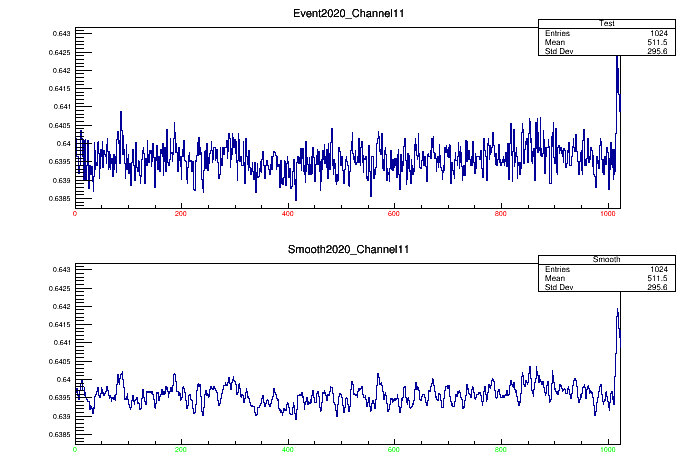 Event2020_Channel11
Test
Entries 1024
Mean 511.5
Std Dev 295.6
0.643
0.6425
0.642
0.6415
0.641
0.6405
0.64
0.6395
0.639
0.6385
0 200 400 600 800 1000
Smooth2020_Channel11
Smooth
Entries 1024
Mean 511.5
Std Dev 295.6
0.643
0.6425
0.642
0.6415
0.641
0.6405
0.64
0.6395
0.639
0.6385
0 200 400 600 800 1000